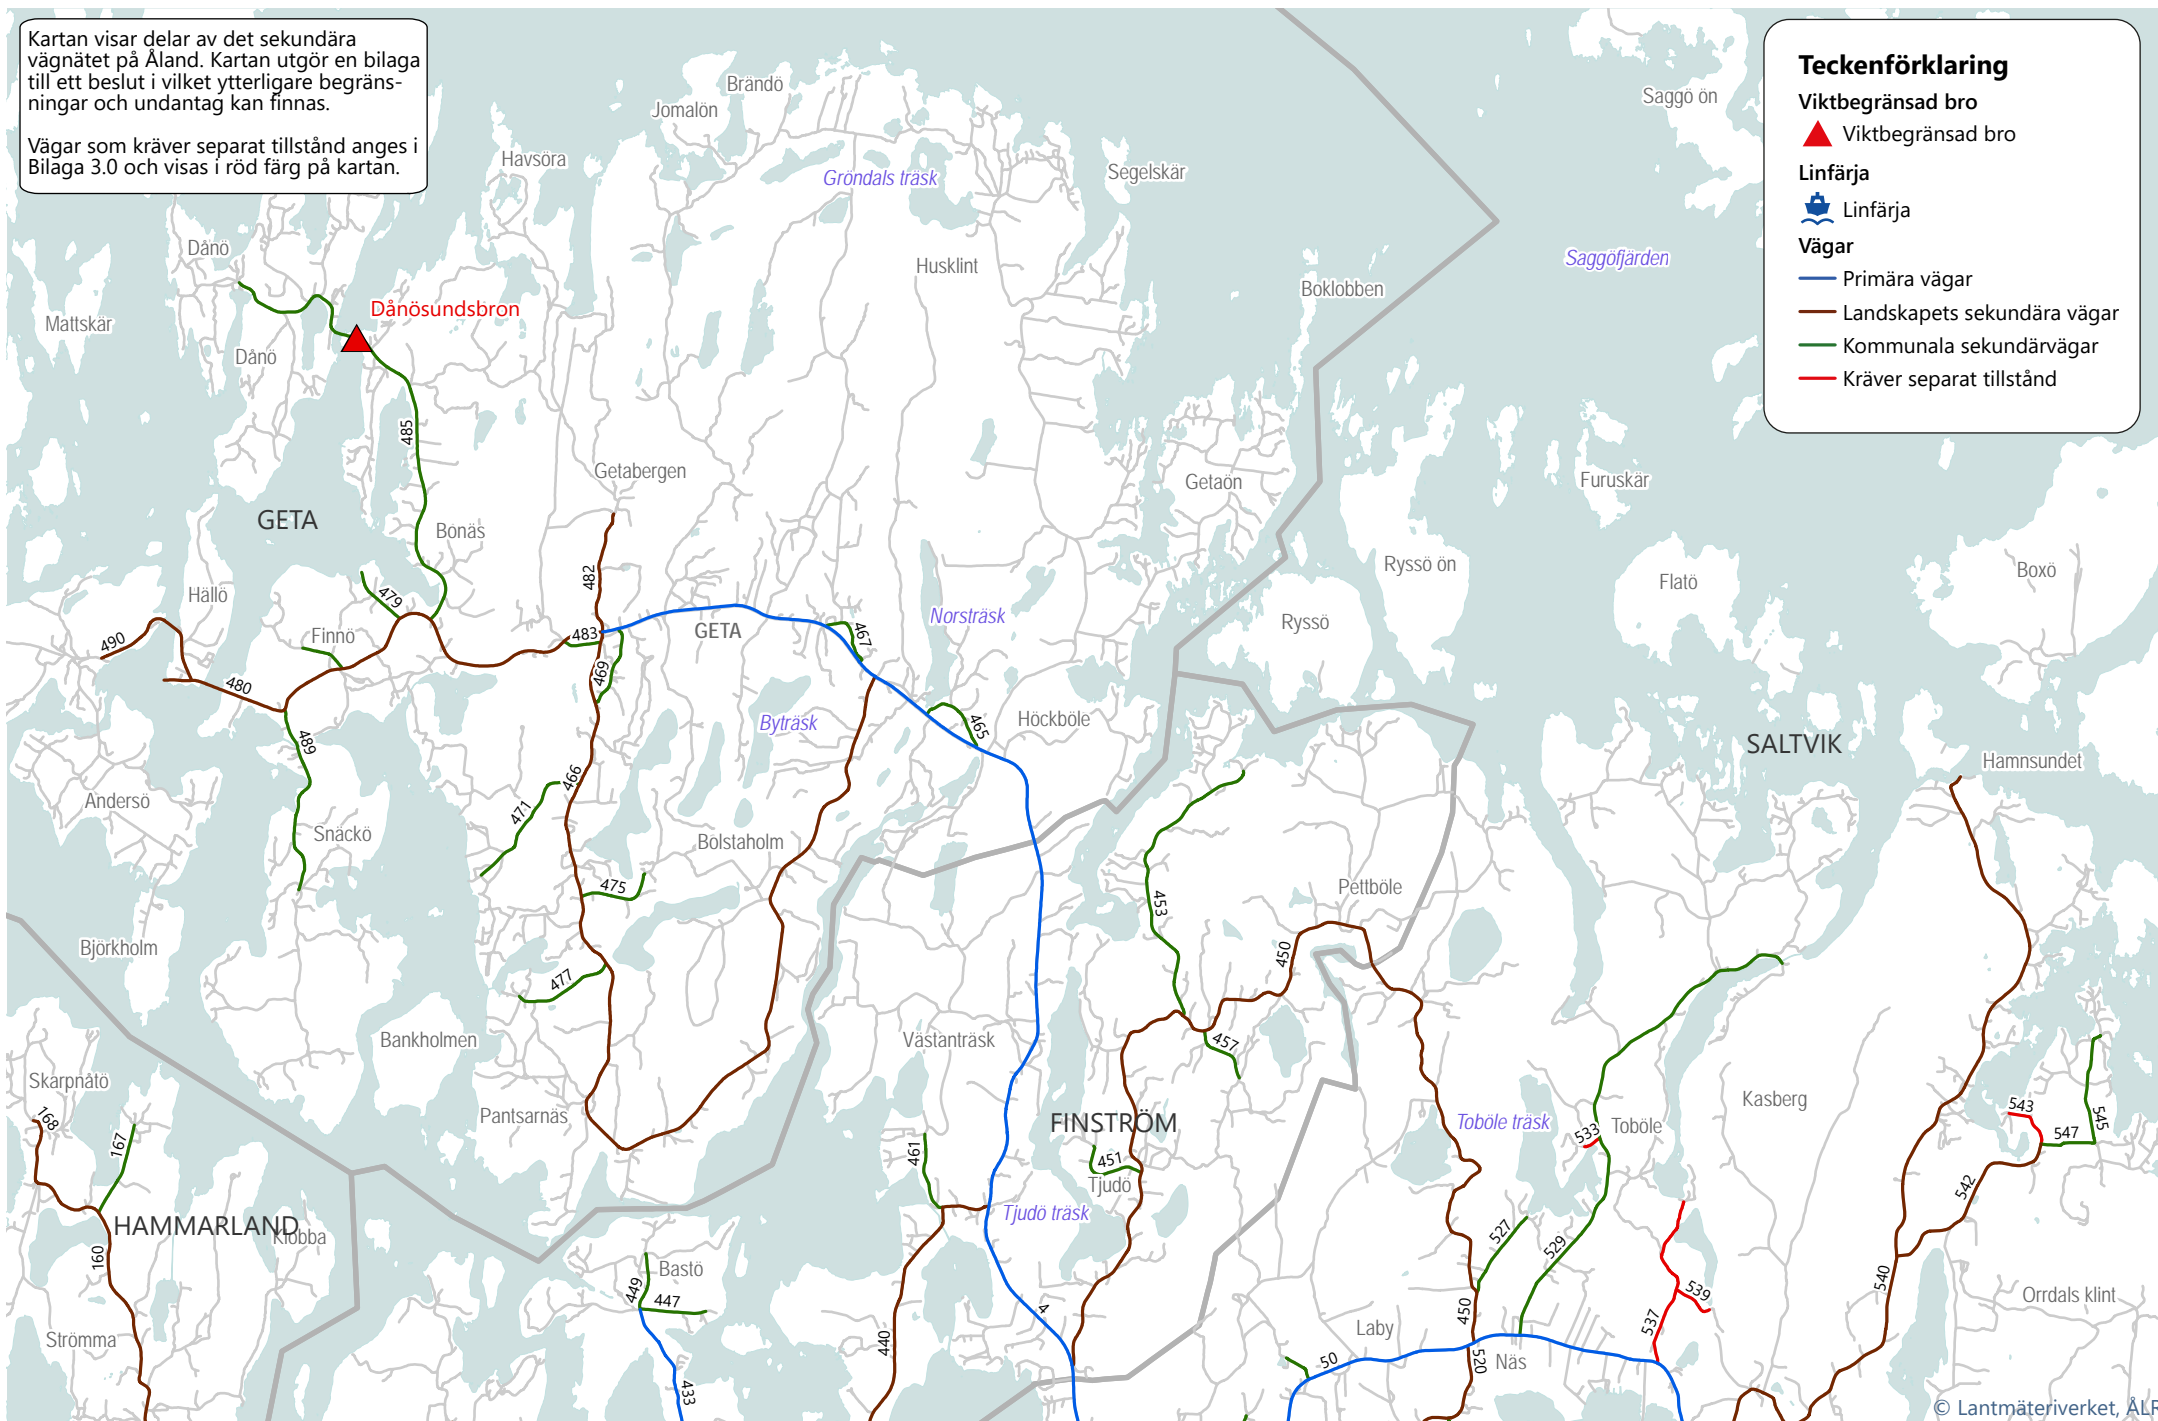 Kartan visar delar av det sekundära
vägnätet på Åland. Kartan utgör en bilaga
till ett beslut i vilket ytterligare begräns-
ningar och undantag kan finnas.
Vägar som kräver separat tillstånd anges i
Bilaga 3.0 och visas i röd färg på kartan.
Teckenförklaring
Viktbegränsad bro
Viktbegränsad bro
Linfärja
Linfärja
Vägar
Primära vägar
Landskapets sekundära vägar
Kommunala sekundärvägar
Kräver separat tillstånd
Brändö
Jomalön
Saggö ön
Havsöra
Segelskär
Gröndals träsk
Dånö
Husklint
Saggöfjärden
Boklobben
Mattskär
Dånösundsbron
Dånö
485
Getabergen
Getaön
Furuskär
GETA
Bonäs
Ryssö ön
Boxö
482
Flatö
Hällö
479
Norsträsk
Ryssö
490
Finnö
483
GETA
467
469
480
Byträsk
Höckböle
465
489
SALTVIK
Hamnsundet
466
Andersö
471
Snäckö
Bolstaholm
475
Pettböle
453
Björkholm
450
477
Bankholmen
Västanträsk
457
Skarpnåtö
Kasberg
168
Pantsarnäs
FINSTRÖM
Toböle träsk
533
Toböle
543
545
547
167
461
451
Tjudö
542
HAMMARLAND
Klobba
Tjudö träsk
527
529
160
Bastö
449
447
540
539
Orrdals klint
4
450
537
Strömma
440
Laby
50
520
Näs
433
© Lantmäteriverket, ÅLR